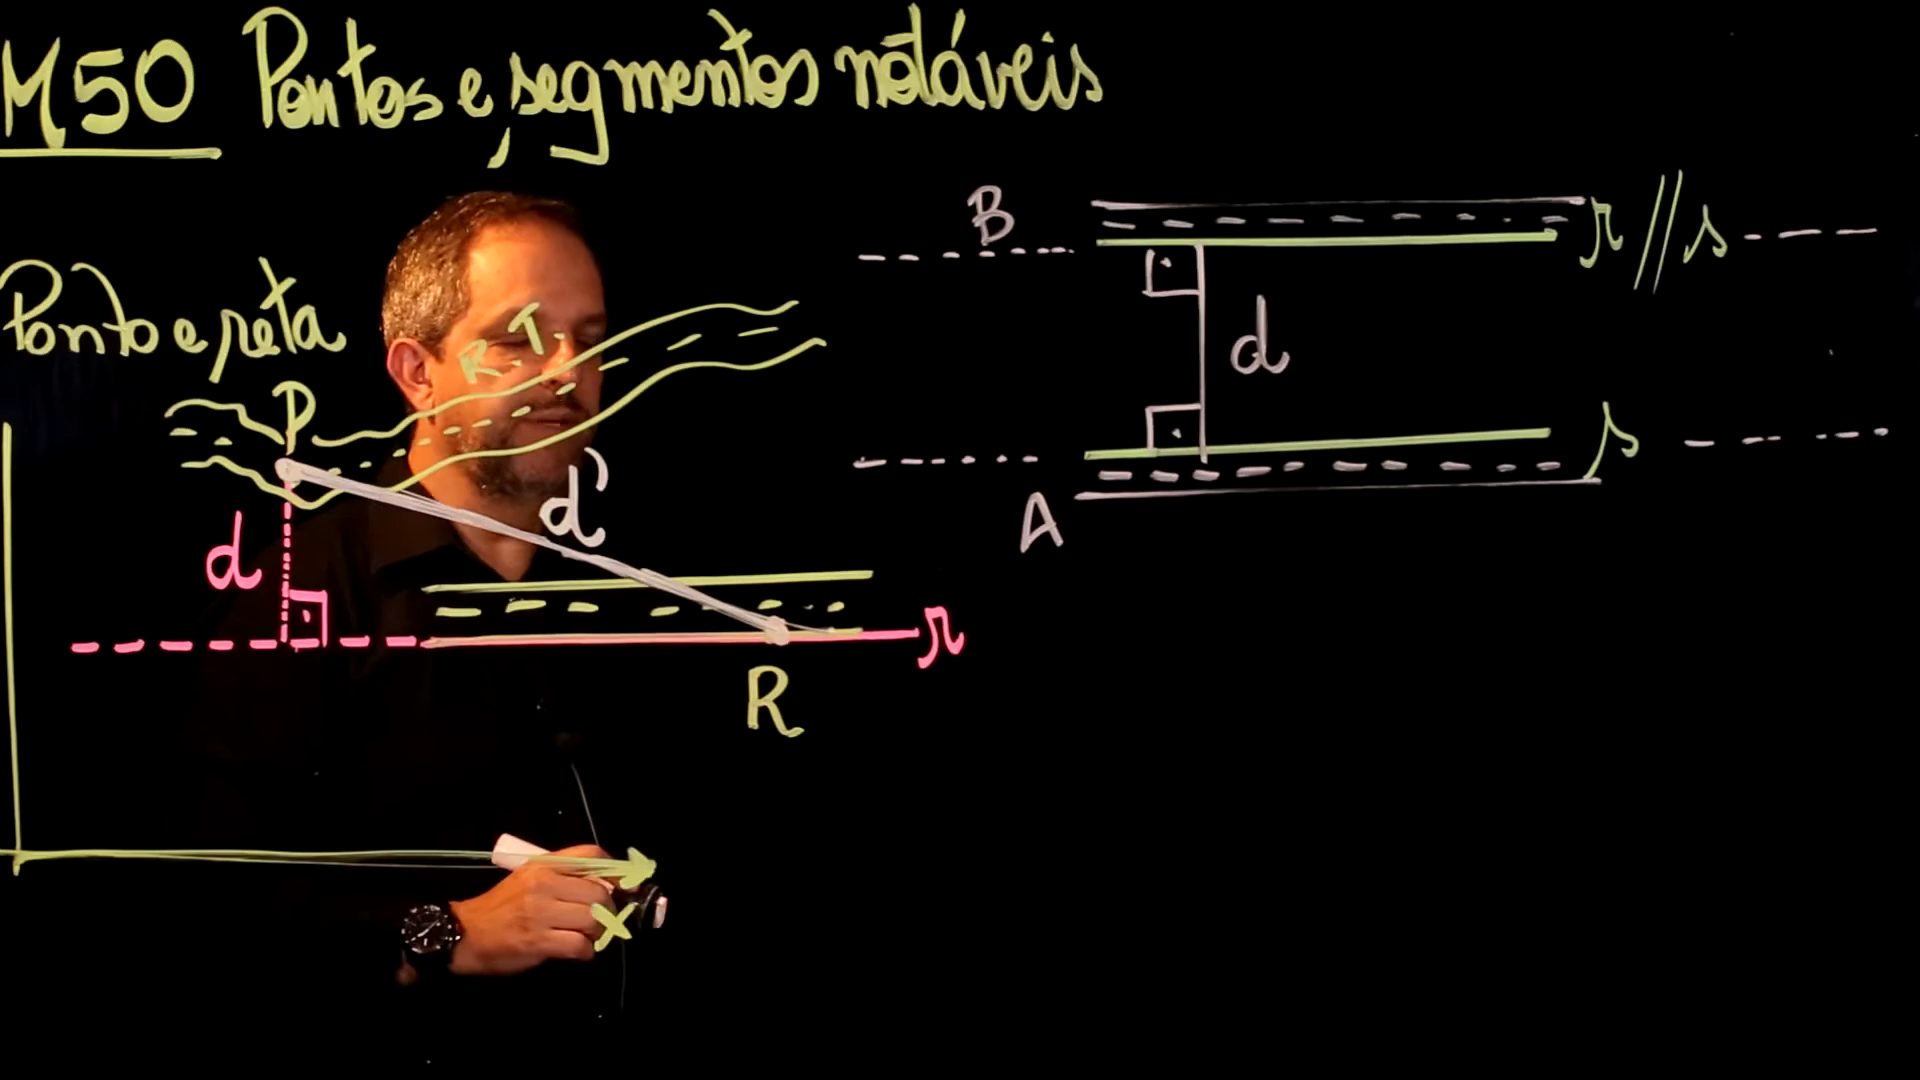 M50 Pontos e segmentos notáveis
Ponto e reta
P
R.T.
d
d'
r
R
x
B
r//s
d
s
A